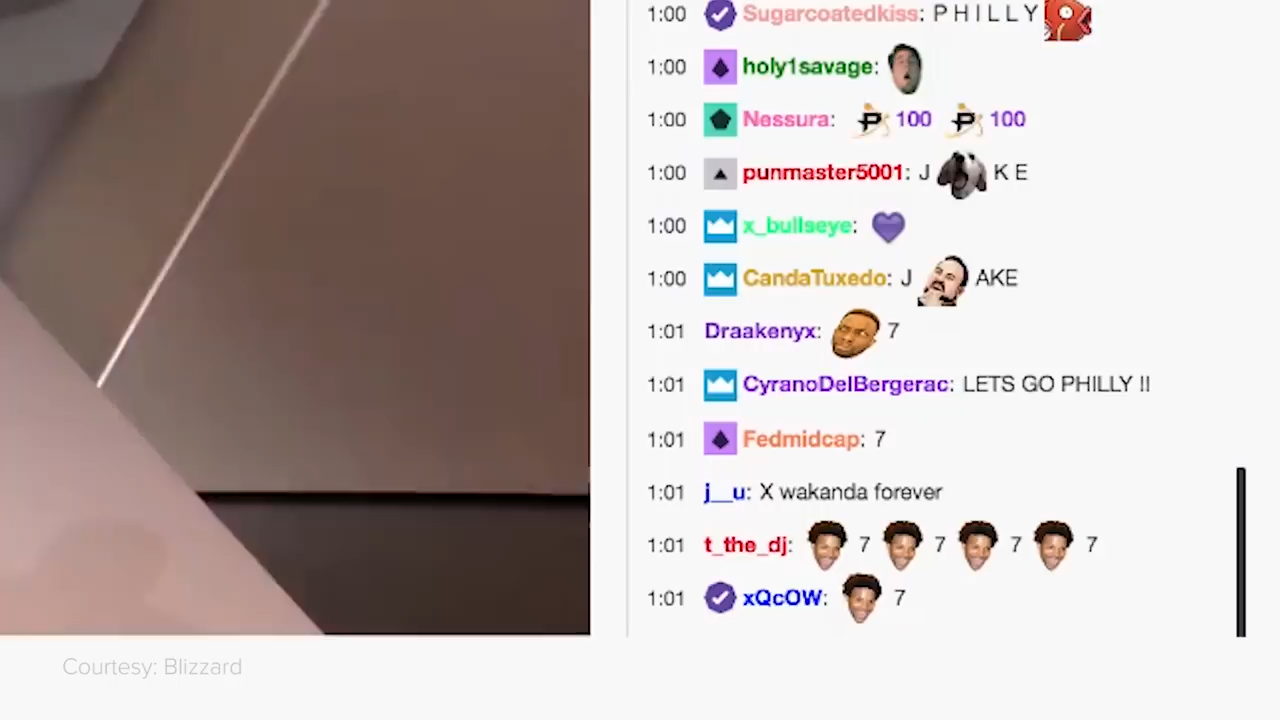 1:00 Sugarcoatedkiss: P H I L L Y
1:00 holy1savage:
1:00 Nessura: P 100 P 100
1:00 punmaster5001: J K E
1:00 x_bullseye:
1:00 CandaTuxedo: J AKE
1:01 Draakenyx: 7
1:01 CyranoDelBergerac: LETS GO PHILLY !!
1:01 Fedmidcap: 7
1:01 j__u: X wakanda forever
1:01 t_the_dj: 7 7 7 7
1:01 xQcOW: 7
Courtesy: Blizzard